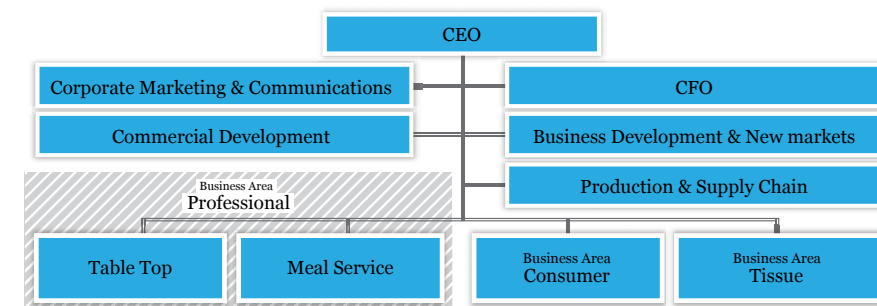 CEO
Corporate Marketing & Communications
CFO
Commercial Development
Business Development & New markets
Production & Supply Chain
Business Area
Professional
Table Top
Meal Service
Business Area
Consumer
Business Area
Tissue